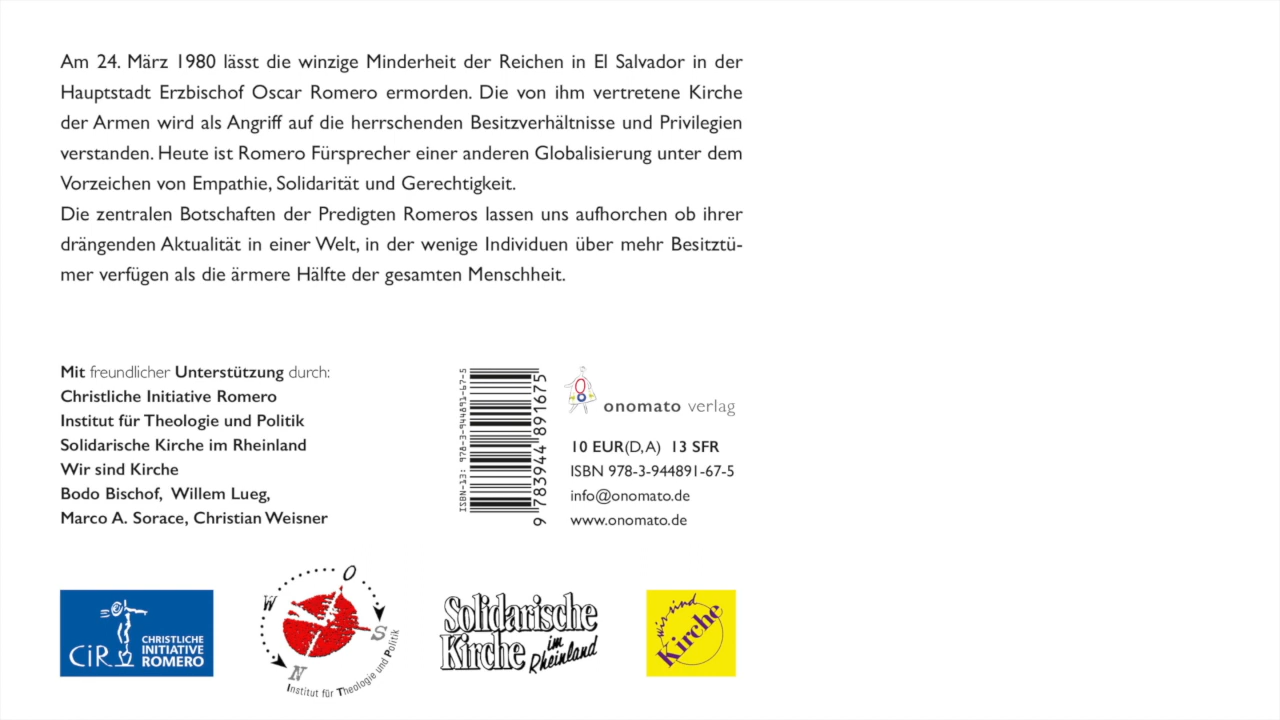 Am 24. März 1980 lässt die winzige Minderheit der Reichen in El Salvador in der
Hauptstadt Erzbischof Oscar Romero ermorden. Die von ihm vertretene Kirche
der Armen wird als Angriff auf die herrschenden Besitzverhältnisse und Privilegien
verstanden. Heute ist Romero Fürsprecher einer anderen Globalisierung unter dem
Vorzeichen von Empathie, Solidarität und Gerechtigkeit.
Die zentralen Botschaften der Predigten Romeros lassen uns aufhorchen ob ihrer
drängenden Aktualität in einer Welt, in der wenige Individuen über mehr Besitztü-
mer verfügen als die ärmere Hälfte der gesamten Menschheit.
Mit freundlicher Unterstützung durch:
Christliche Initiative Romero
Institut für Theologie und Politik
Solidarische Kirche im Rheinland
Wir sind Kirche
Bodo Bischof, Willem Lueg,
Marco A. Sorace, Christian Weisner
ISBN-13: 978-3-944891-67-5
9 783944 891675
onomato verlag
10 EUR(D,A) 13 SFR
ISBN 978-3-944891-67-5
info@onomato.de
www.onomato.de
CiR
CHRISTLICHE
INITIATIVE
ROMERO
O
W
S
N
Institut für Theologie und Politik
Solidarische
Kirche im
Rheinland
wir sind
Kirche